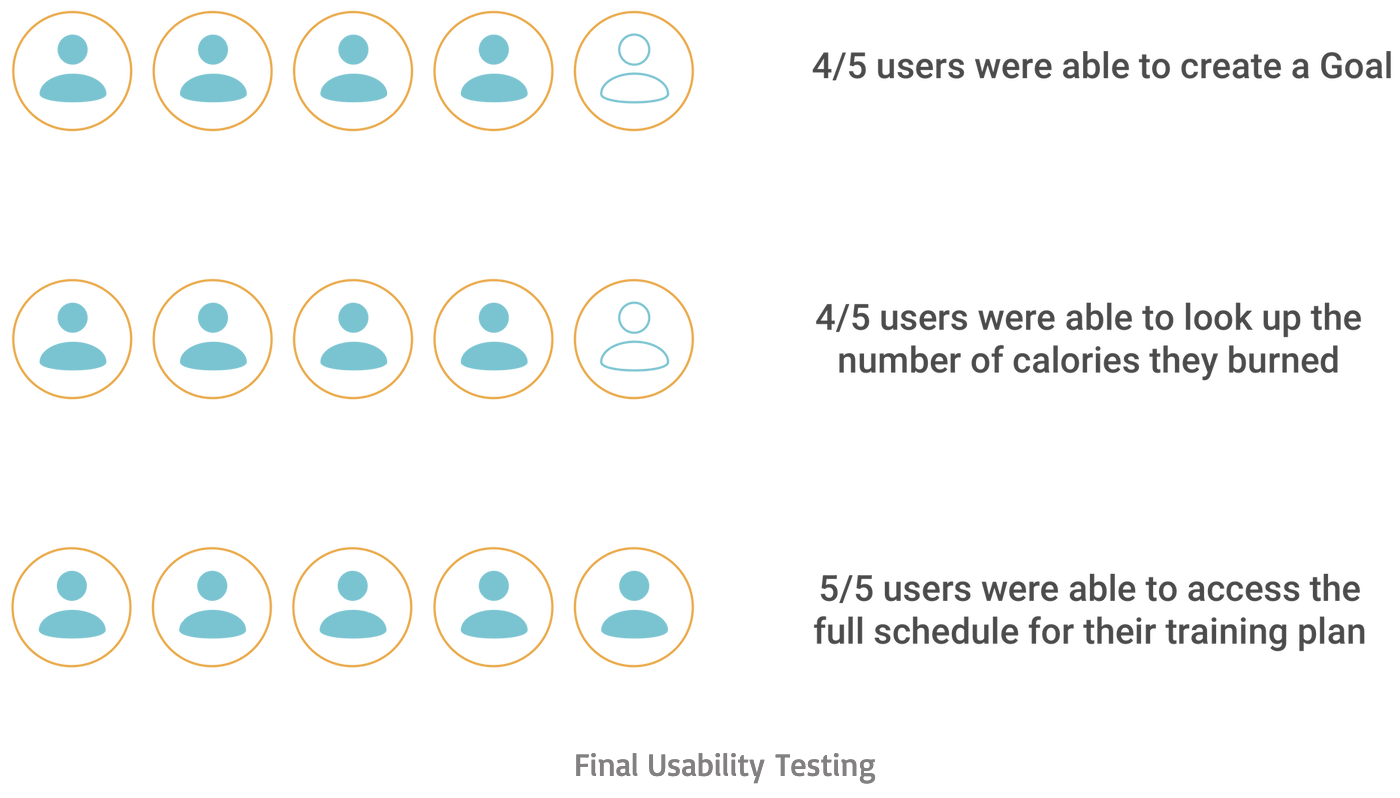 4/5 users were able to create a Goal
4/5 users were able to look up the
number of calories they burned
5/5 users were able to access the
full schedule for their training plan
Final Usability Testing